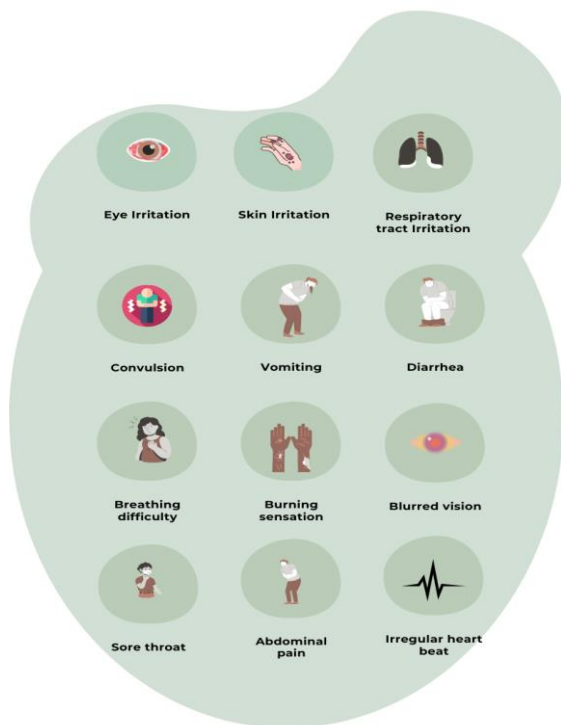 Eye Irritation
Skin Irritation
Respiratory
tract Irritation
Convulsion
Vomiting
Diarrhea
Breathing
difficulty
Burning
sensation
Blurred vision
Sore throat
Abdominal
pain
Irregular heart
beat